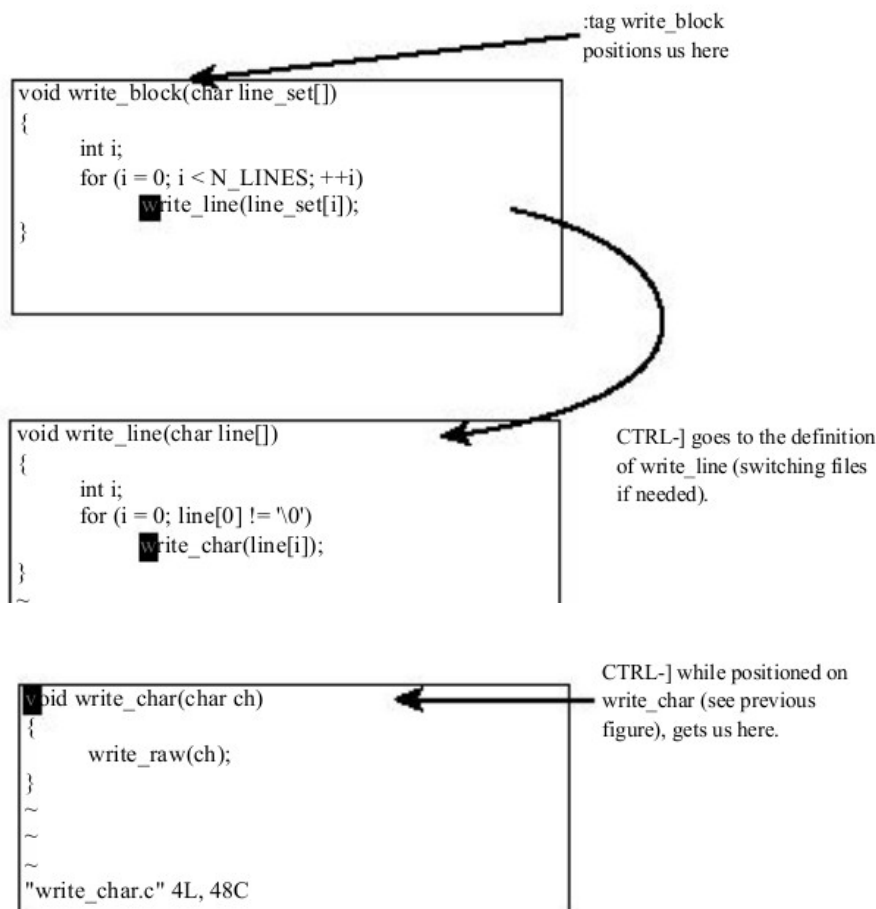 :tag write_block
positions us here
void write_block(char line_set[])
{
int i;
for (i = 0; i < N_LINES; ++i)
write_line(line_set[i]);
}
void write_line(char line[])
{
int i;
for (i = 0; line[0] != '\0')
write_char(line[i]);
}
~
CTRL-] goes to the definition
of write_line (switching files
if needed).
void write_char(char ch)
{
write_raw(ch);
}
~
~
~
"write_char.c" 4L, 48C
CTRL-] while positioned on
write_char (see previous
figure), gets us here.